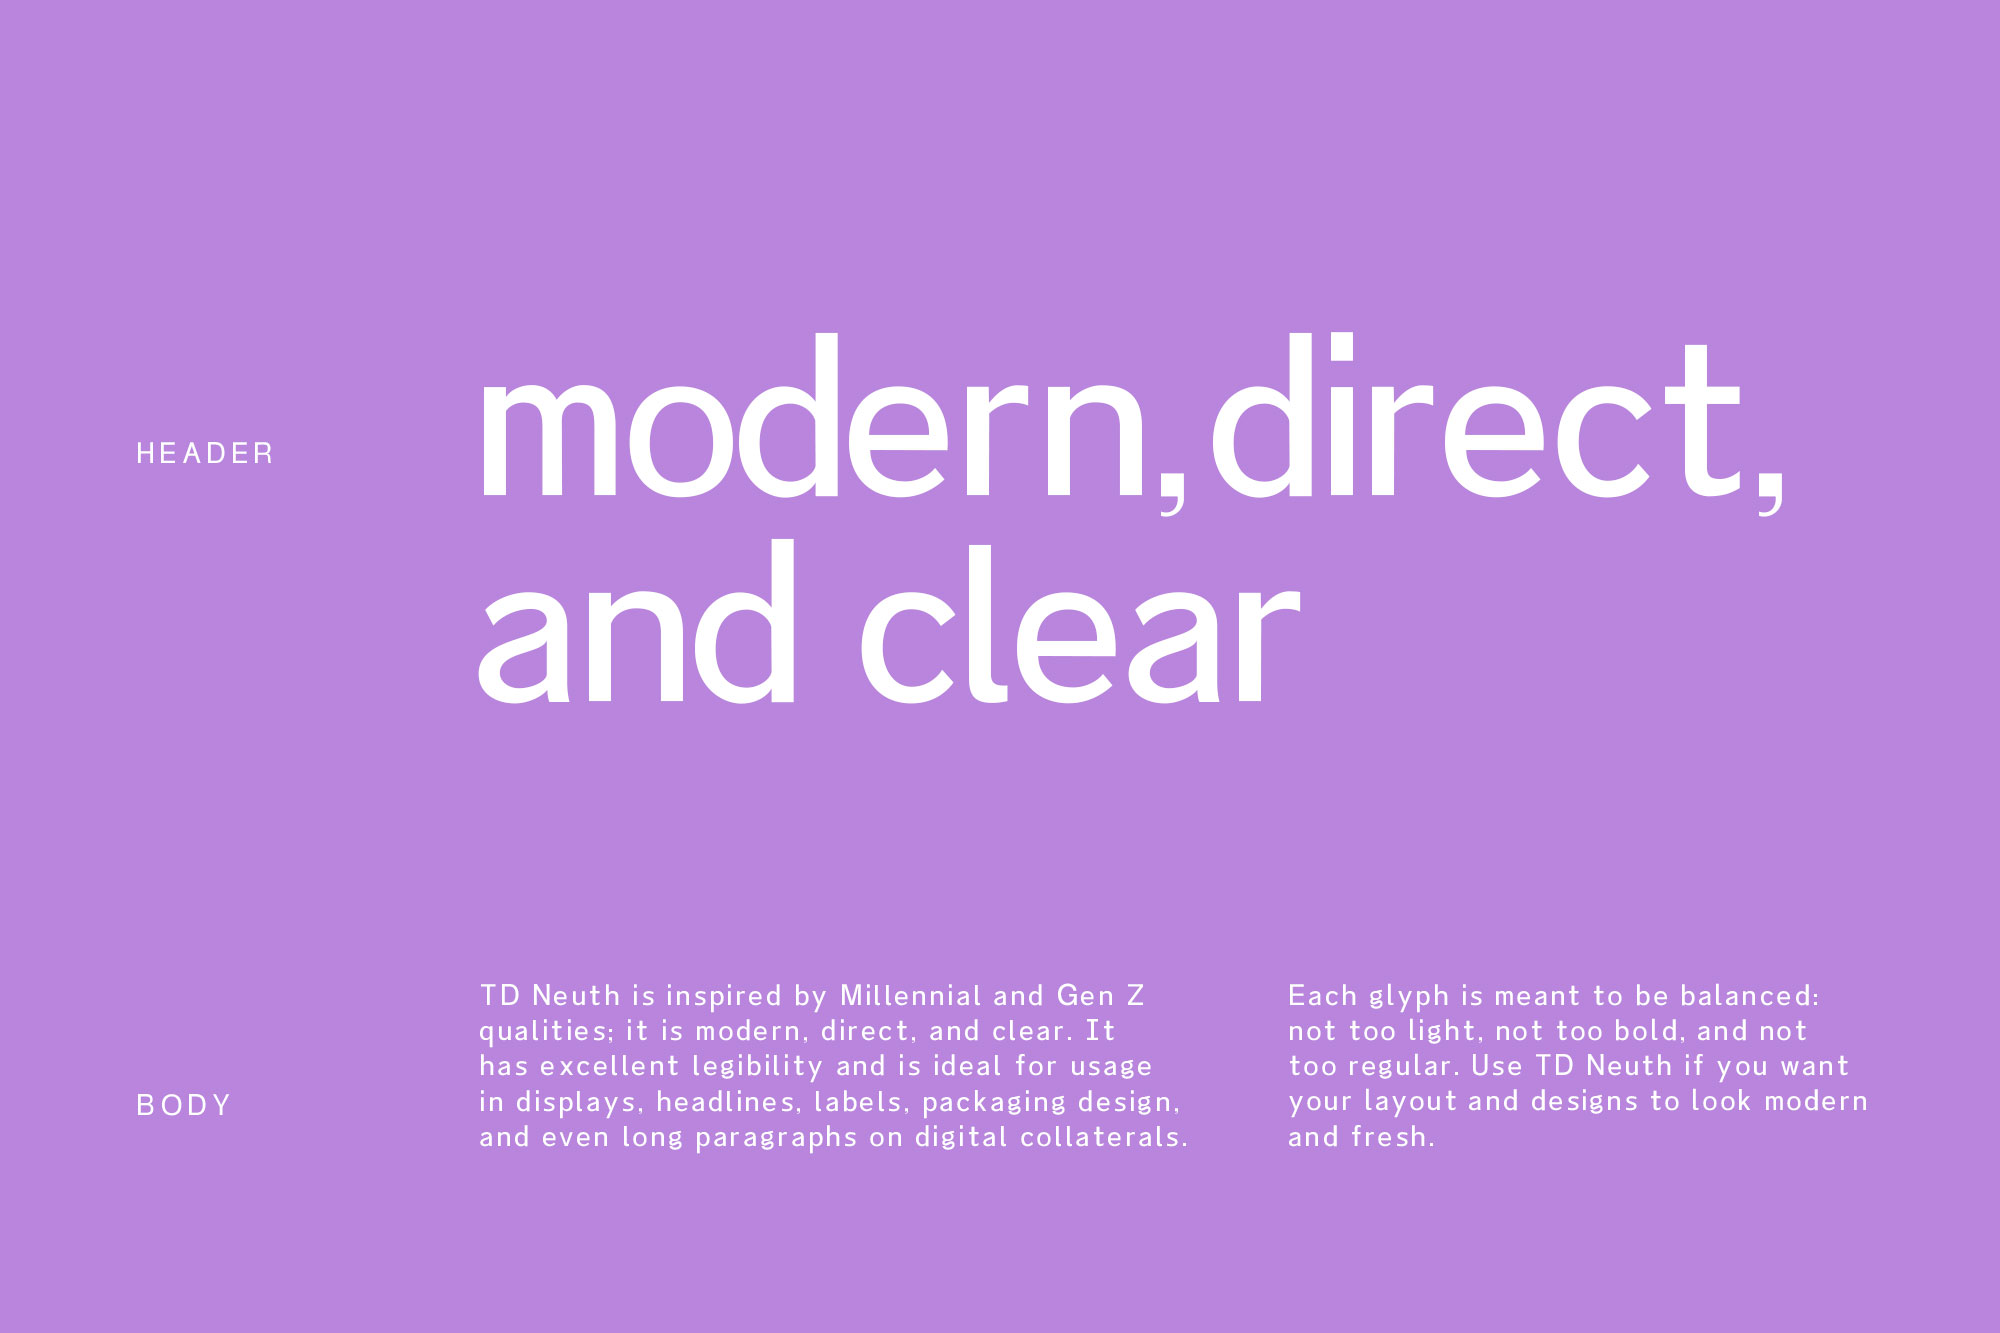 HEADER
modern, direct,
and clear
BODY
TD Neuth is inspired by Millennial and Gen Z
qualities; it is modern, direct, and clear. It
has excellent legibility and is ideal for usage
in displays, headlines, labels, packaging design,
and even long paragraphs on digital collaterals.
Each glyph is meant to be balanced:
not too light, not too bold, and not
too regular. Use TD Neuth if you want
your layout and designs to look modern
and fresh.